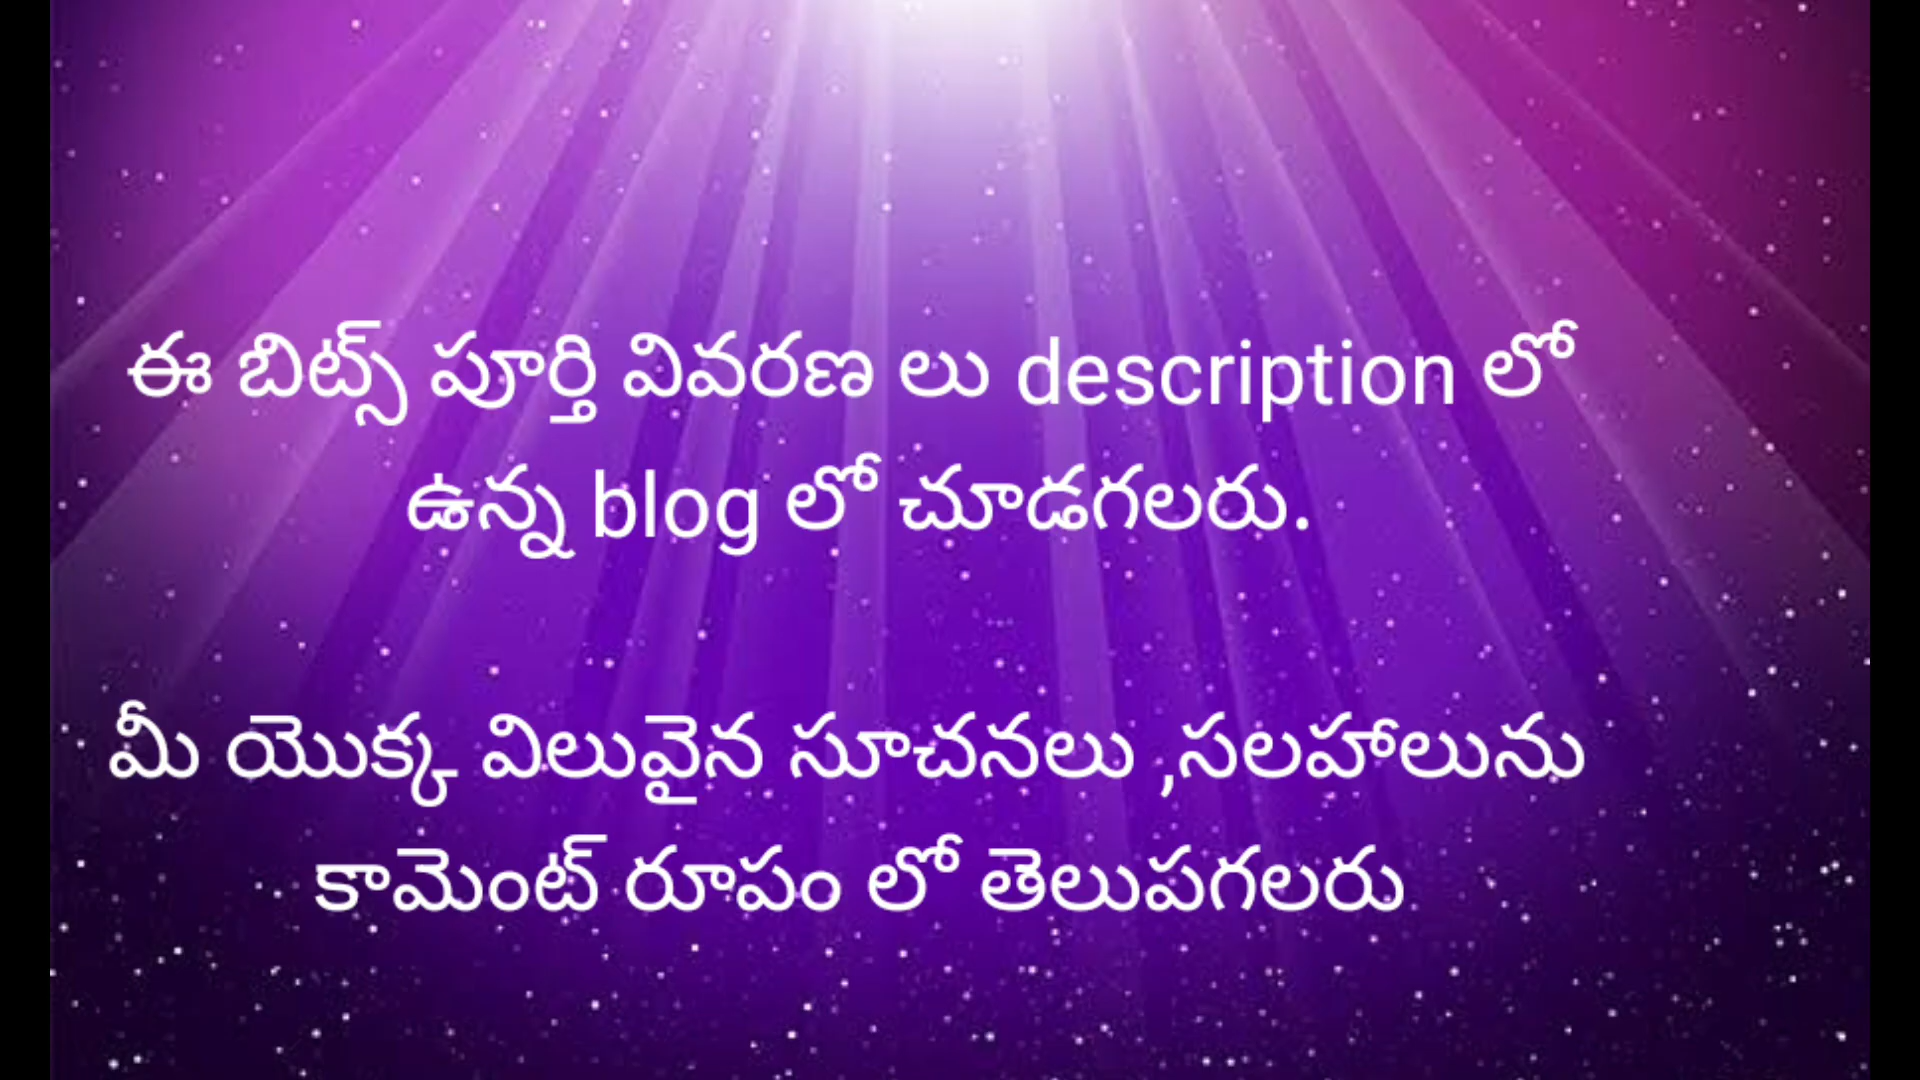 ఈ బిట్స్ పూర్తి వివరణ లు description లో
ఉన్న blog లో చూడగలరు.
మీ యొక్క విలువైన సూచనలు ,సలహాలును
కామెంట్ రూపం లో తెలుపగలరు